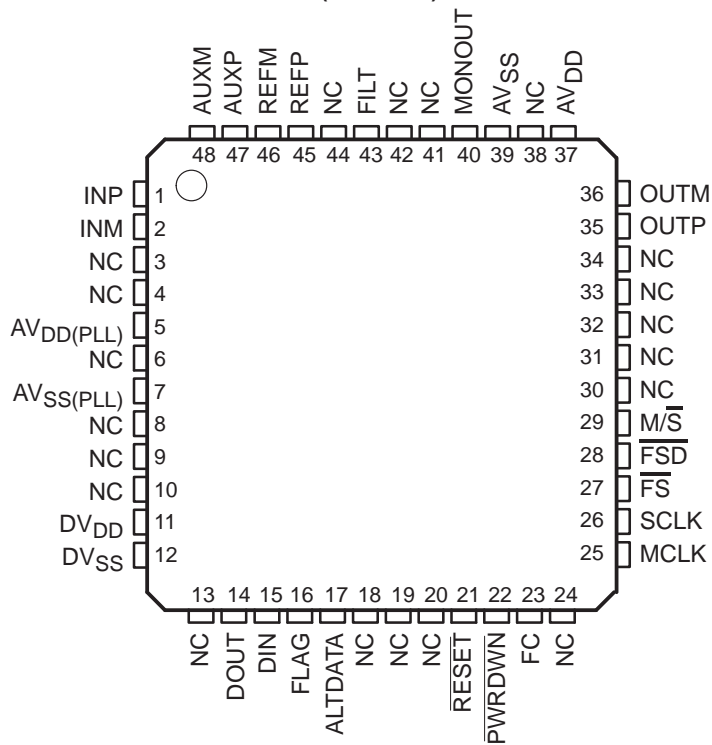 AUXM AUXP REFM REFP NC FILT NC NC MONOUT AVSS NC AVDD
48 47 46 45 44 43 42 41 40 39 38 37
INP 1 36 OUTM
INM 2 35 OUTP
NC 3 34 NC
NC 4 33 NC
AVDD(PLL) 5 32 NC
NC 6 31 NC
AVSS(PLL) 7 30 NC
NC 8 29 M/S̅
NC 9 28 F̅S̅D̅
NC 10 27 F̅S̅
DVDD 11 26 SCLK
DVSS 12 25 MCLK
13 14 15 16 17 18 19 20 21 22 23 24
NC DOUT DIN FLAG ALTDATA NC NC NC R̅E̅S̅E̅T̅ P̅W̅R̅D̅W̅N̅ FC NC